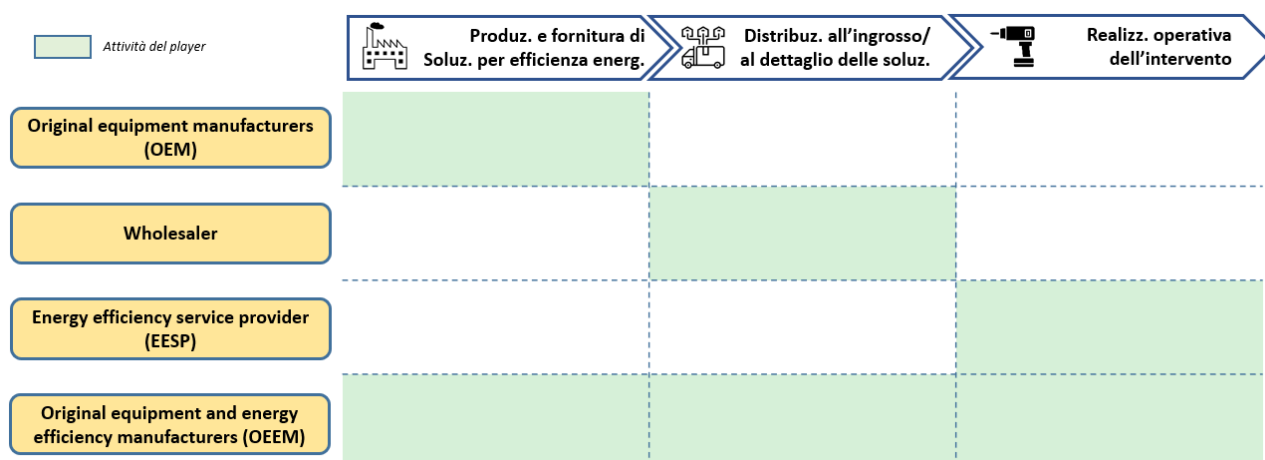 Attività del player
Produz. e fornitura di
Soluz. per efficienza energ.
Distribuz. all'ingrosso/
al dettaglio delle soluz.
Realizz. operativa
dell'intervento
Original equipment manufacturers
(OEM)
Wholesaler
Energy efficiency service provider
(EESP)
Original equipment and energy
efficiency manufacturers (OEEM)